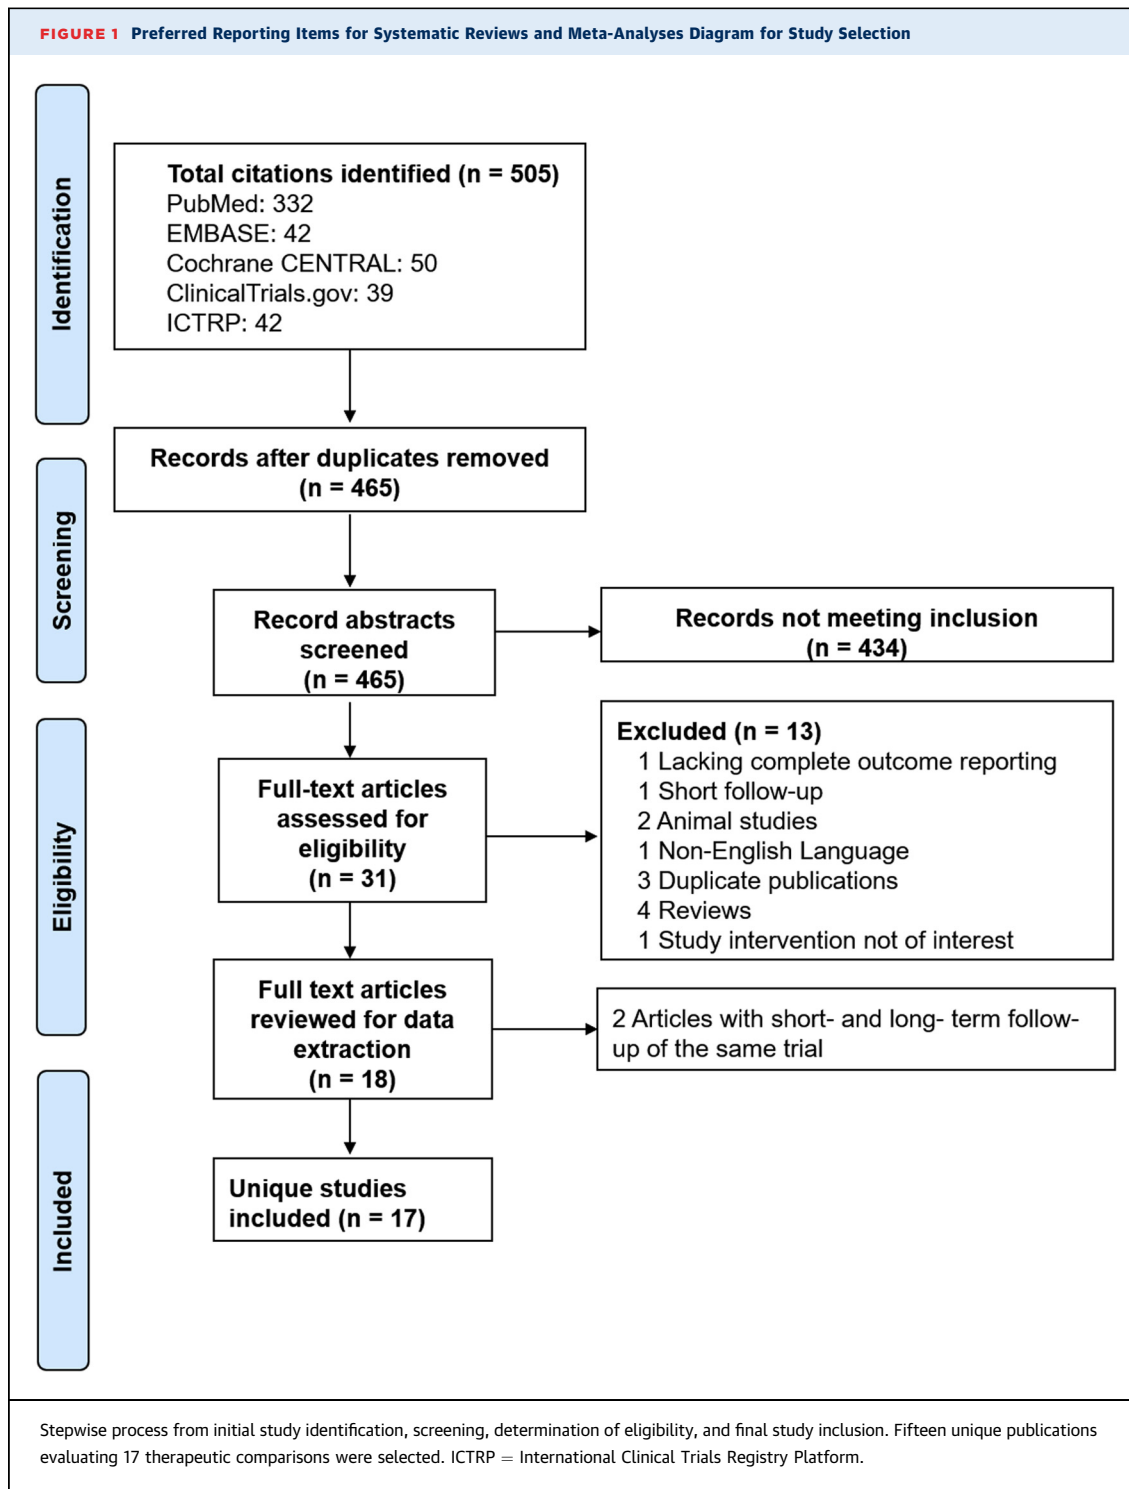 FIGURE 1 Preferred Reporting Items for Systematic Reviews and Meta-Analyses Diagram for Study Selection
Identification
Total citations identified (n = 505)
PubMed: 332
EMBASE: 42
Cochrane CENTRAL: 50
ClinicalTrials.gov: 39
ICTRP: 42
Records after duplicates removed
(n = 465)
Screening
Record abstracts
screened
(n = 465)
Records not meeting inclusion
(n = 434)
Eligibility
Full-text articles
assessed for
eligibility
(n = 31)
Excluded (n = 13)
1 Lacking complete outcome reporting
1 Short follow-up
2 Animal studies
1 Non-English Language
3 Duplicate publications
4 Reviews
1 Study intervention not of interest
Full text articles
reviewed for data
extraction
(n = 18)
2 Articles with short- and long- term follow-
up of the same trial
Included
Unique studies
included (n = 17)
Stepwise process from initial study identification, screening, determination of eligibility, and final study inclusion. Fifteen unique publications
evaluating 17 therapeutic comparisons were selected. ICTRP = International Clinical Trials Registry Platform.